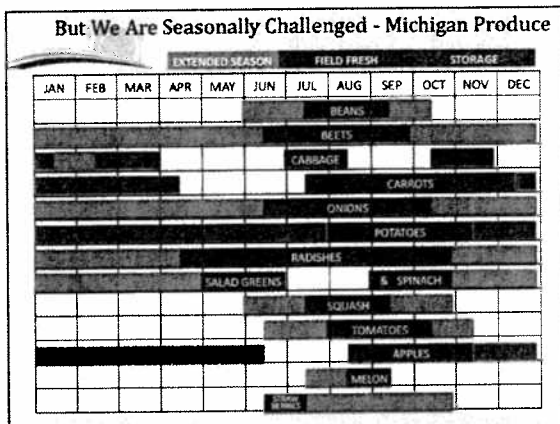 But We Are Seasonally Challenged - Michigan Produce
EXTENDED SEASON FIELD FRESH STORAGE
JAN FEB MAR APR MAY JUN JUL AUG SEP OCT NOV DEC
BEANS
BEETS
CABBAGE
CARROTS
ONIONS
POTATOES
RADISHES
SALAD GREENS & SPINACH
SQUASH
TOMATOES
APPLES
MELON
STRAW
BERRIES